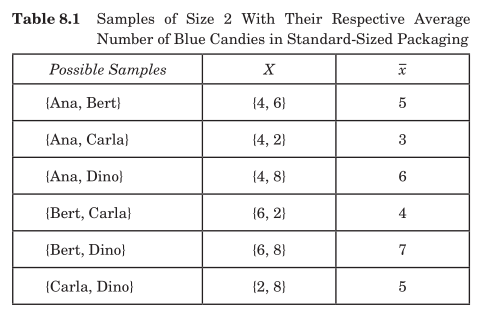 Table 8.1 Samples of Size 2 With Their Respective Average
Number of Blue Candies in Standard-Sized Packaging
Possible Samples X x̅
{Ana, Bert} {4, 6} 5
{Ana, Carla} {4, 2} 3
{Ana, Dino} {4, 8} 6
{Bert, Carla} {6, 2} 4
{Bert, Dino} {6, 8} 7
{Carla, Dino} {2, 8} 5